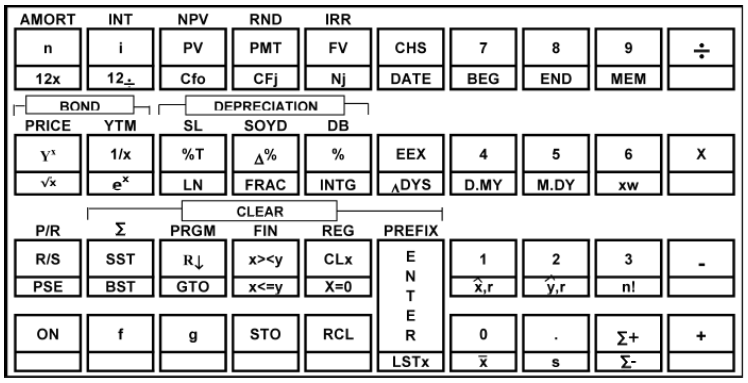 AMORT INT NPV RND IRR
n i PV PMT FV CHS 7 8 9 ÷
12x 12÷ Cfo CFj Nj DATE BEG END MEM
BOND DEPRECIATION
PRICE YTM SL SOYD DB
Yˣ 1/x %T Δ% % EEX 4 5 6 X
√x eˣ LN FRAC INTG ΔDYS D.MY M.DY xw
CLEAR
P/R Σ PRGM FIN REG PREFIX
R/S SST R↓ x><y CLx ENTER 1 2 3 -
PSE BST GTO x<=y X=0 x̂,r ŷ,r n!
ON f g STO RCL 0 . Σ+ +
LSTx x̄ s Σ-